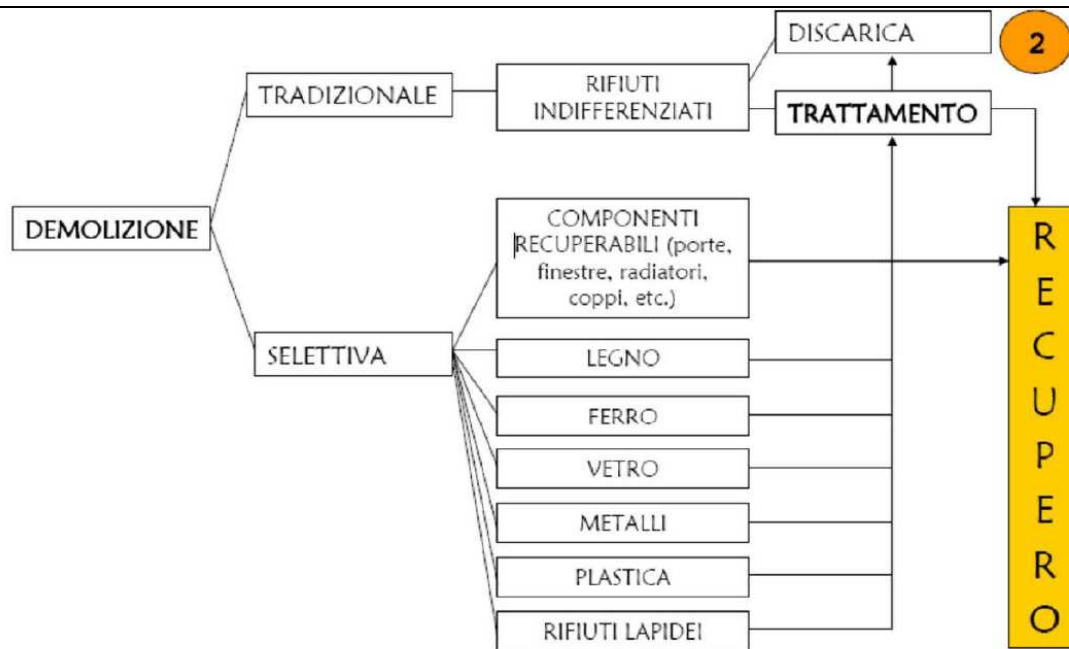 DISCARICA
2
TRADIZIONALE
RIFIUTI
INDIFFERENZIATI
TRATTAMENTO
DEMOLIZIONE
COMPONENTI
RECUPERABILI (porte,
finestre, radiatori,
coppi, etc.)
SELETTIVA
LEGNO
FERRO
VETRO
METALLI
PLASTICA
RIFIUTI LAPIDEI
R
E
C
U
P
E
R
O